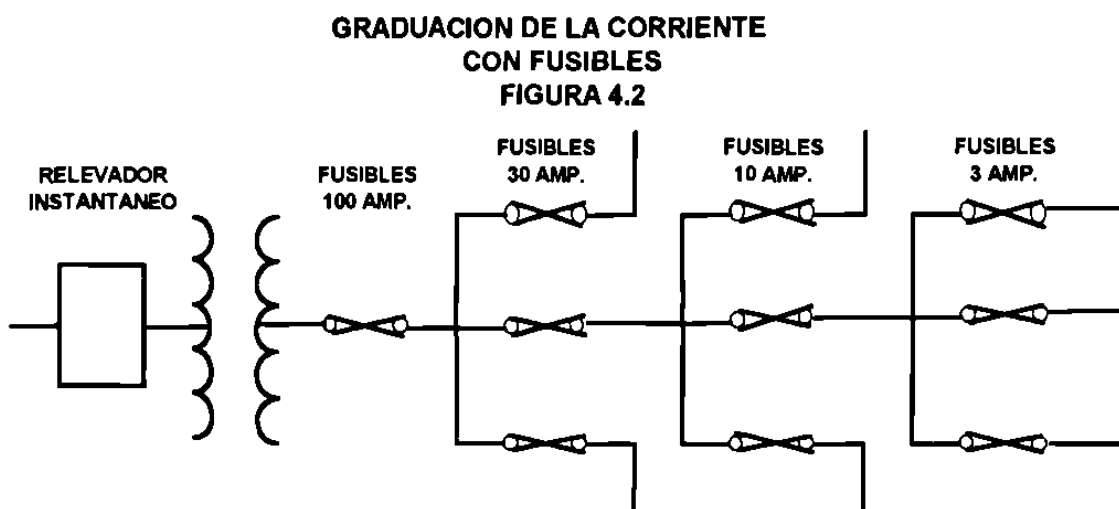 GRADUACION DE LA CORRIENTE
CON FUSIBLES
FIGURA 4.2
RELEVADOR
INSTANTANEO
FUSIBLES
100 AMP.
FUSIBLES
30 AMP.
FUSIBLES
10 AMP.
FUSIBLES
3 AMP.